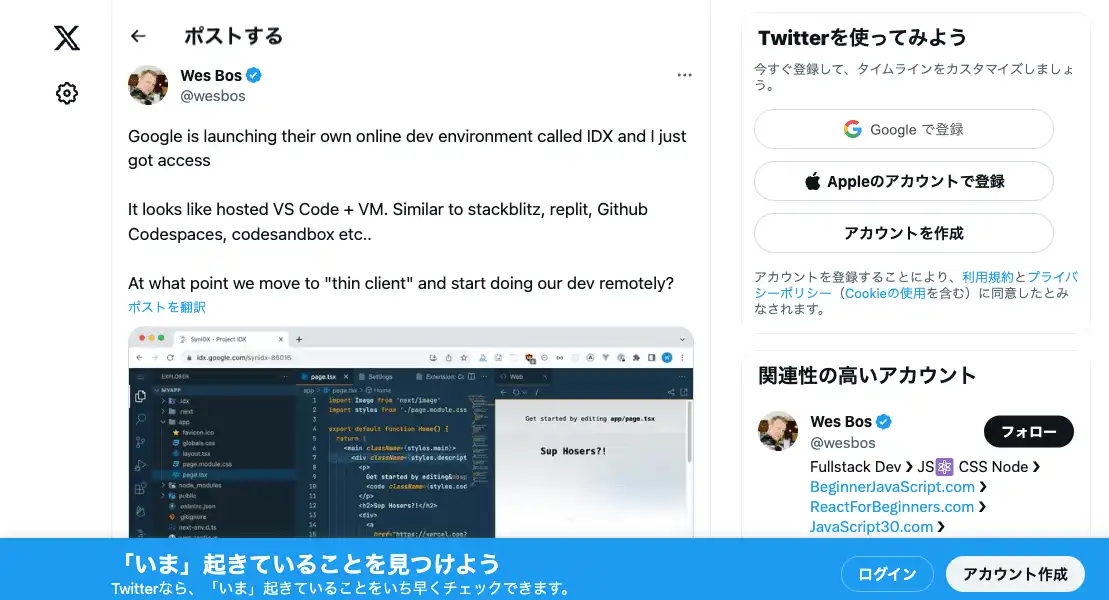 ポストする
Wes Bos
@wesbos
Google is launching their own online dev environment called IDX and I just
got access
It looks like hosted VS Code + VM. Similar to stackblitz, replit, Github
Codespaces, codesandbox etc..
At what point we move to "thin client" and start doing our dev remotely?
ポストを翻訳
SynIDX - Project IDX
idx.google.com/synidx-86016
EXPLORER
MYAPP
.idx
.next
app
favicon.ico
globals.css
layout.tsx
page.module.css
page.tsx
node_modules
public
.eslintrc.json
.gitignore
next-env.d.ts
page.tsx
Settings
Extension:
app > page.tsx > Home
1 import Image from 'next/image'
2 import styles from './page.module.css
3
4 export default function Home() {
5 return (
6 <main className={styles.main}>
7 <div className={styles.descript
8 <p>
9 Get started by editing&nbsp
10 <code className={styles.cod
11 </p>
12 <h2>Sup Hosers?!</h2>
13 <div>
14 <a
href="https://vercel.com?
Web
Get started by editing app/page.tsx
Sup Hosers?!
Twitterを使ってみよう
今すぐ登録して、タイムラインをカスタマイズしましょ
う。
Google で登録
Appleのアカウントで登録
アカウントを作成
アカウントを登録することにより、利用規約とプライバ
シーポリシー（Cookieの使用を含む）に同意したとみ
なされます。
関連性の高いアカウント
Wes Bos
@wesbos
フォロー
Fullstack Dev ❯ JS⚛ CSS Node ❯
BeginnerJavaScript.com ❯
ReactForBeginners.com ❯
JavaScript30.com ❯
「いま」起きていることを見つけよう
Twitterなら、「いま」起きていることをいち早くチェックできます。
ログイン
アカウント作成